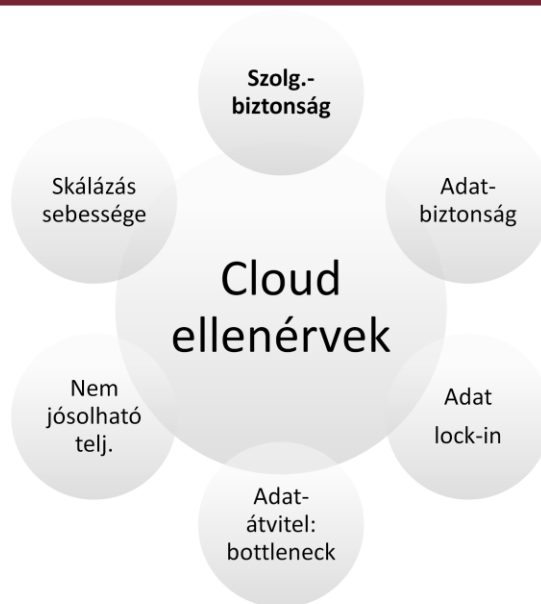 Szolg.-
biztonság
Skálázás
sebessége
Adat-
biztonság
Cloud
ellenérvek
Nem
jósolható
telj.
Adat
lock-in
Adat-
átvitel:
bottleneck